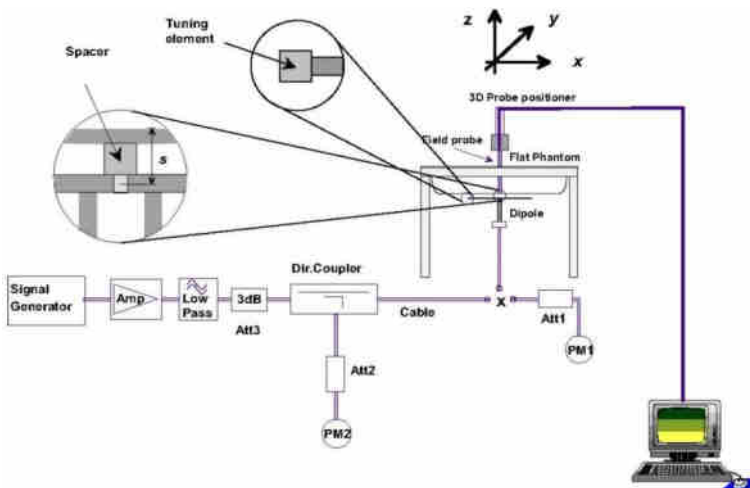 Tuning
element
Spacer
s
z
y
x
3D Probe positioner
Field probe
Flat Phantom
Dipole
Signal
Generator
Amp
Low
Pass
3dB
Att3
Dir.Coupler
Cable
x
Att1
PM1
Att2
PM2